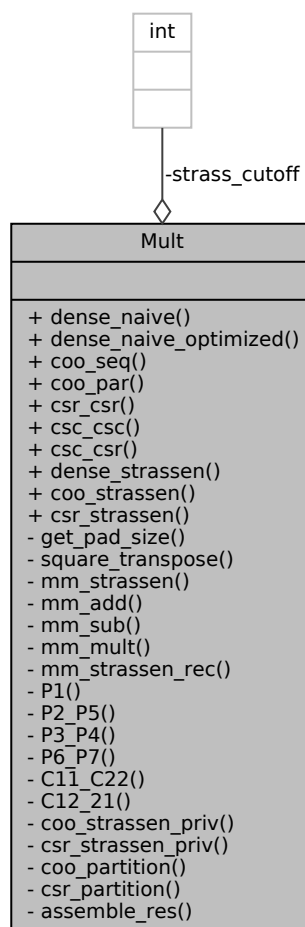 int
-strass_cutoff
Mult
+ dense_naive()
+ dense_naive_optimized()
+ coo_seq()
+ coo_par()
+ csr_csr()
+ csc_csc()
+ csc_csr()
+ dense_strassen()
+ coo_strassen()
+ csr_strassen()
- get_pad_size()
- square_transpose()
- mm_strassen()
- mm_add()
- mm_sub()
- mm_mult()
- mm_strassen_rec()
- P1()
- P2_P5()
- P3_P4()
- P6_P7()
- C11_C22()
- C12_21()
- coo_strassen_priv()
- csr_strassen_priv()
- coo_partition()
- csr_partition()
- assemble_res()